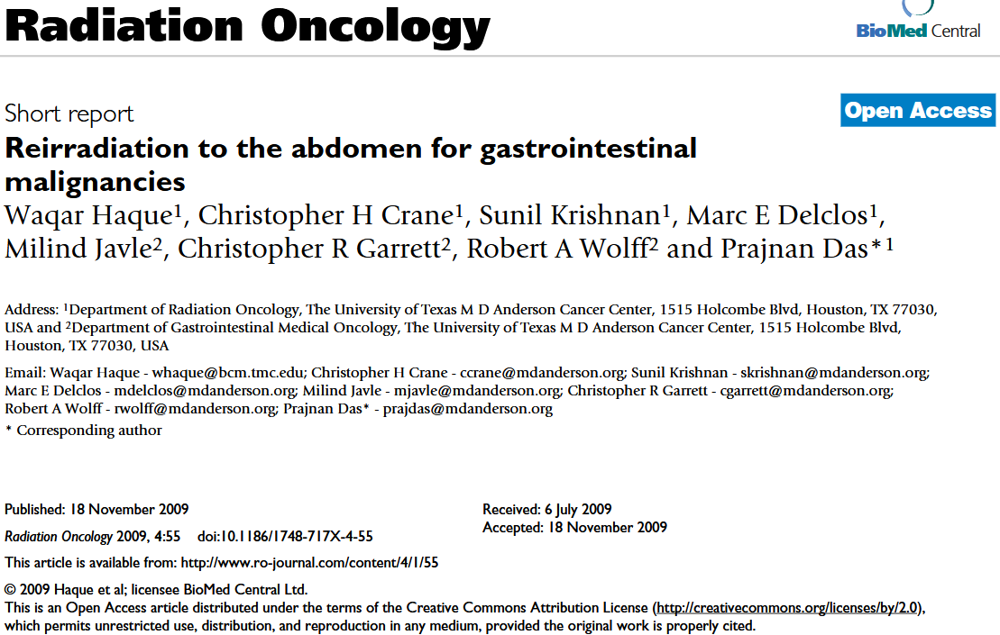 Radiation Oncology
BioMed Central
Short report
Open Access
Reirradiation to the abdomen for gastrointestinal
malignancies
Waqar Haque1, Christopher H Crane1, Sunil Krishnan1, Marc E Delclos1,
Milind Javle2, Christopher R Garrett2, Robert A Wolff2 and Prajnan Das*1
Address: 1Department of Radiation Oncology, The University of Texas M D Anderson Cancer Center, 1515 Holcombe Blvd, Houston, TX 77030,
USA and 2Department of Gastrointestinal Medical Oncology, The University of Texas M D Anderson Cancer Center, 1515 Holcombe Blvd,
Houston, TX 77030, USA
Email: Waqar Haque - whaque@bcm.tmc.edu; Christopher H Crane - ccrane@mdanderson.org; Sunil Krishnan - skrishnan@mdanderson.org;
Marc E Delclos - mdelclos@mdanderson.org; Milind Javle - mjavle@mdanderson.org; Christopher R Garrett - cgarrett@mdanderson.org;
Robert A Wolff - rwolff@mdanderson.org; Prajnan Das* - prajdas@mdanderson.org
* Corresponding author
Published: 18 November 2009
Radiation Oncology 2009, 4:55 doi:10.1186/1748-717X-4-55
Received: 6 July 2009
Accepted: 18 November 2009
This article is available from: http://www.ro-journal.com/content/4/1/55
© 2009 Haque et al; licensee BioMed Central Ltd.
This is an Open Access article distributed under the terms of the Creative Commons Attribution License (http://creativecommons.org/licenses/by/2.0),
which permits unrestricted use, distribution, and reproduction in any medium, provided the original work is properly cited.